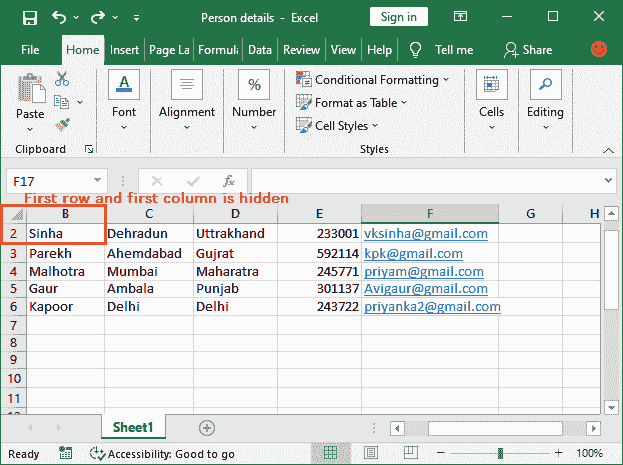 Person details - Excel
Sign in
File Home Insert Page La Formula Data Review View Help Tell me Share
Paste
Clipboard
Font
Alignment
%
Number
Conditional Formatting
Format as Table
Cell Styles
Styles
Cells
Editing
F17
fx
First row and first column is hidden
B C D E F G H
2 Sinha Dehradun Uttrakhand 233001 vksinha@gmail.com
3 Parekh Ahemdabad Gujrat 592114 kpk@gmail.com
4 Malhotra Mumbai Maharatra 245771 priyam@gmail.com
5 Gaur Ambala Punjab 301137 Avigaur@gmail.com
6 Kapoor Delhi Delhi 243722 priyanka2@gmail.com
7
8
9
10
11
Sheet1
Ready Accessibility: Good to go 100%